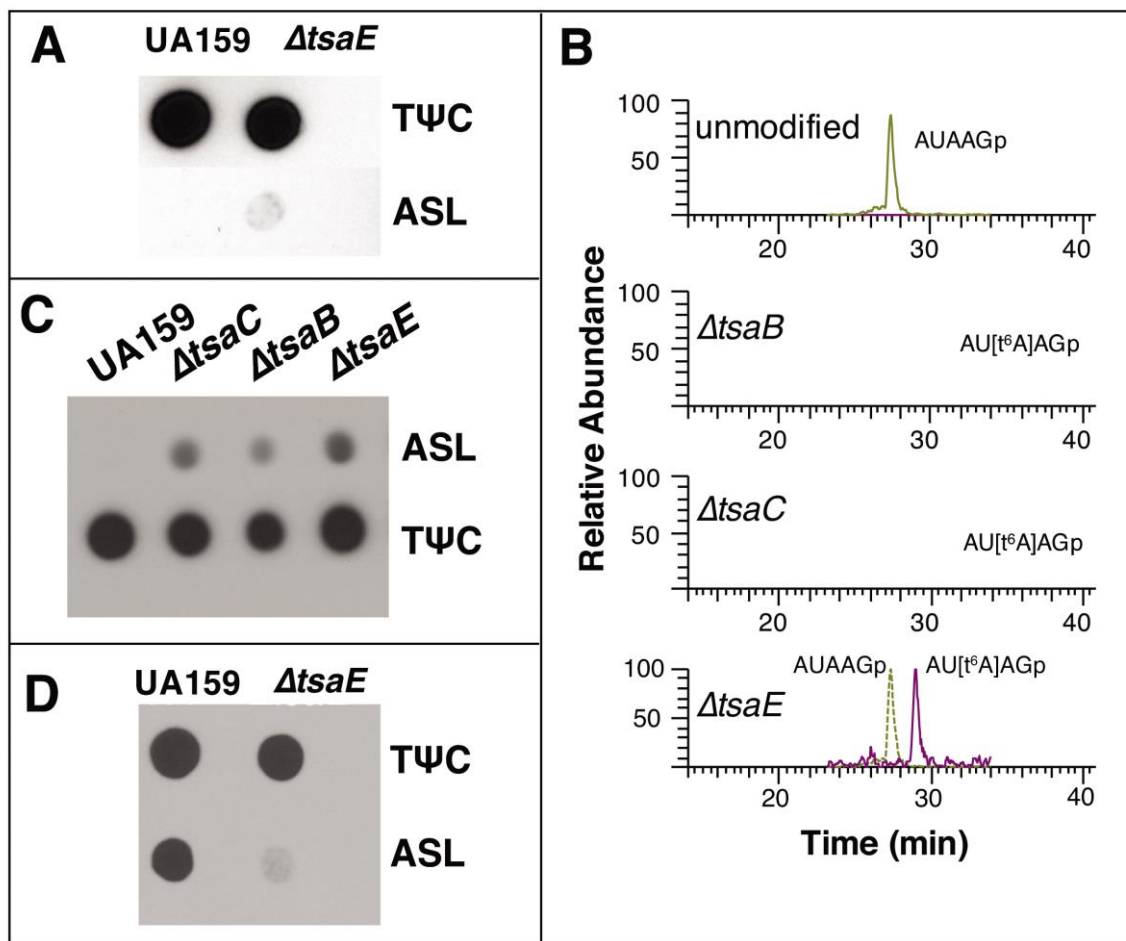 A
UA159 ΔtsaE
TΨC
ASL
C
UA159 ΔtsaC ΔtsaB ΔtsaE
ASL
TΨC
D
UA159 ΔtsaE
TΨC
ASL
B
Relative Abundance
100
50
unmodified
AUAAGp
20 30 40
100
50
ΔtsaB
AU[t⁶A]AGp
20 30 40
100
50
ΔtsaC
AU[t⁶A]AGp
20 30 40
100
50
ΔtsaE
AUAAGp AU[t⁶A]AGp
20 30 40
Time (min)